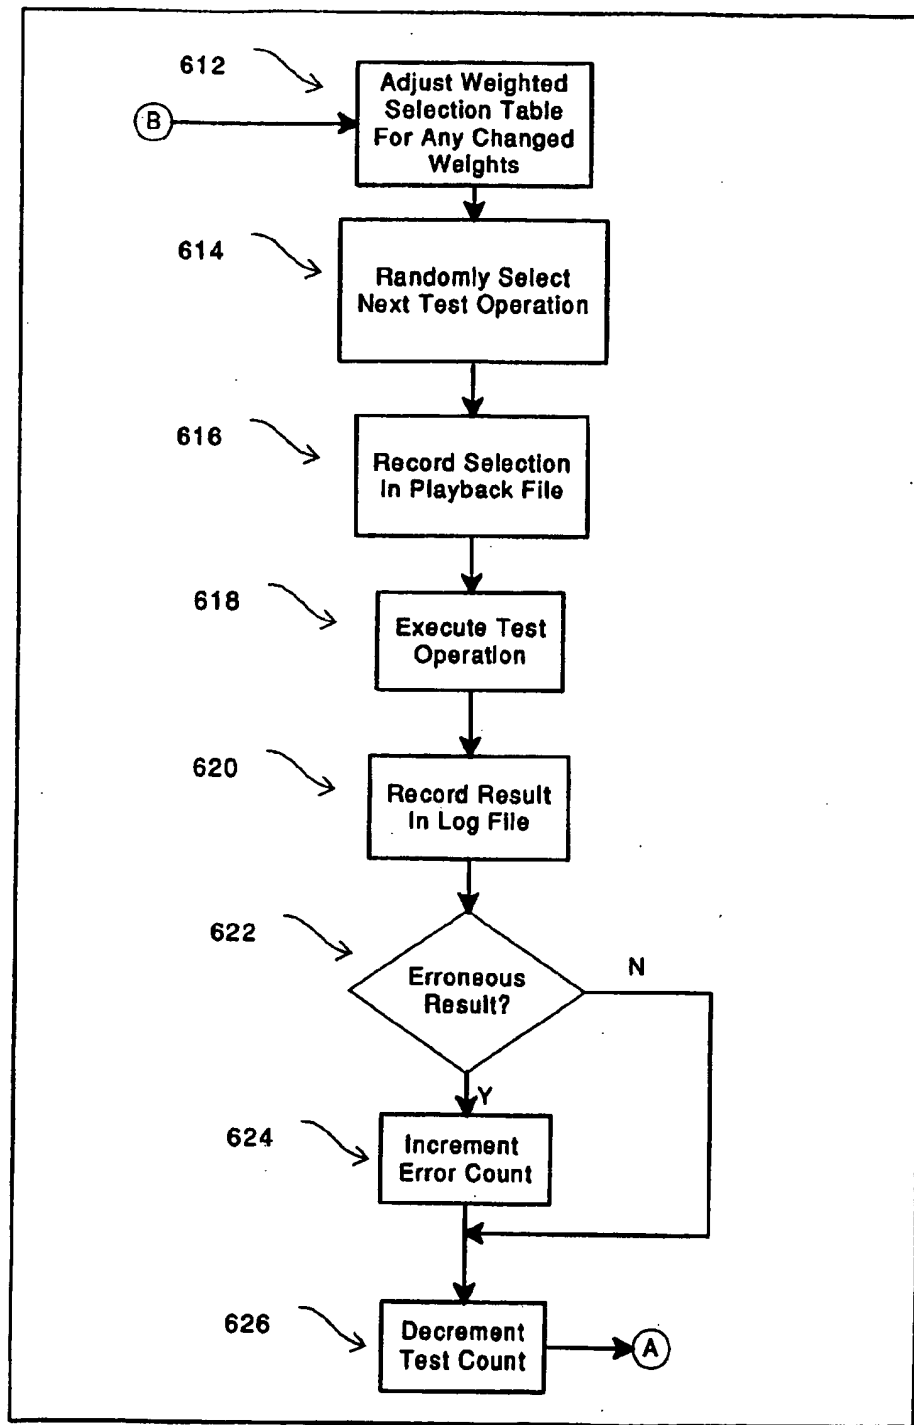 612
Adjust Weighted
Selection Table
For Any Changed
Weights
B
614
Randomly Select
Next Test Operation
616
Record Selection
In Playback File
618
Execute Test
Operation
620
Record Result
In Log File
622
Erroneous
Result?
N
Y
624
Increment
Error Count
626
Decrement
Test Count
A